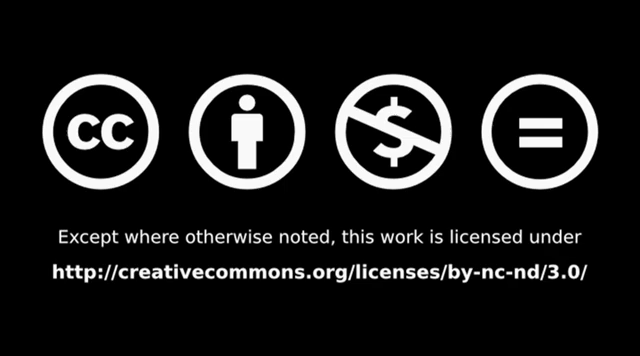 cc
$
=
Except where otherwise noted, this work is licensed under
http://creativecommons.org/licenses/by-nc-nd/3.0/